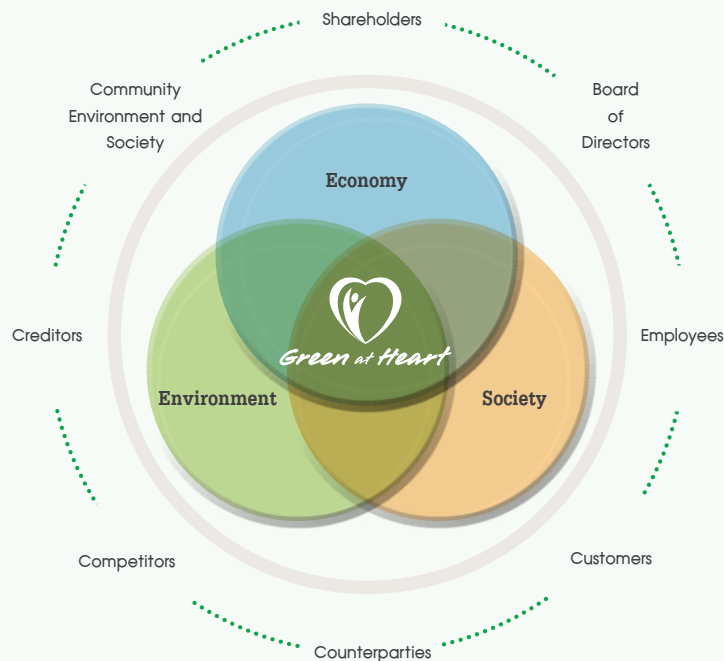 Shareholders
Community
Environment and
Society
Board
of
Directors
Economy
Creditors
Employees
Green at Heart
Environment
Society
Competitors
Customers
Counterparties